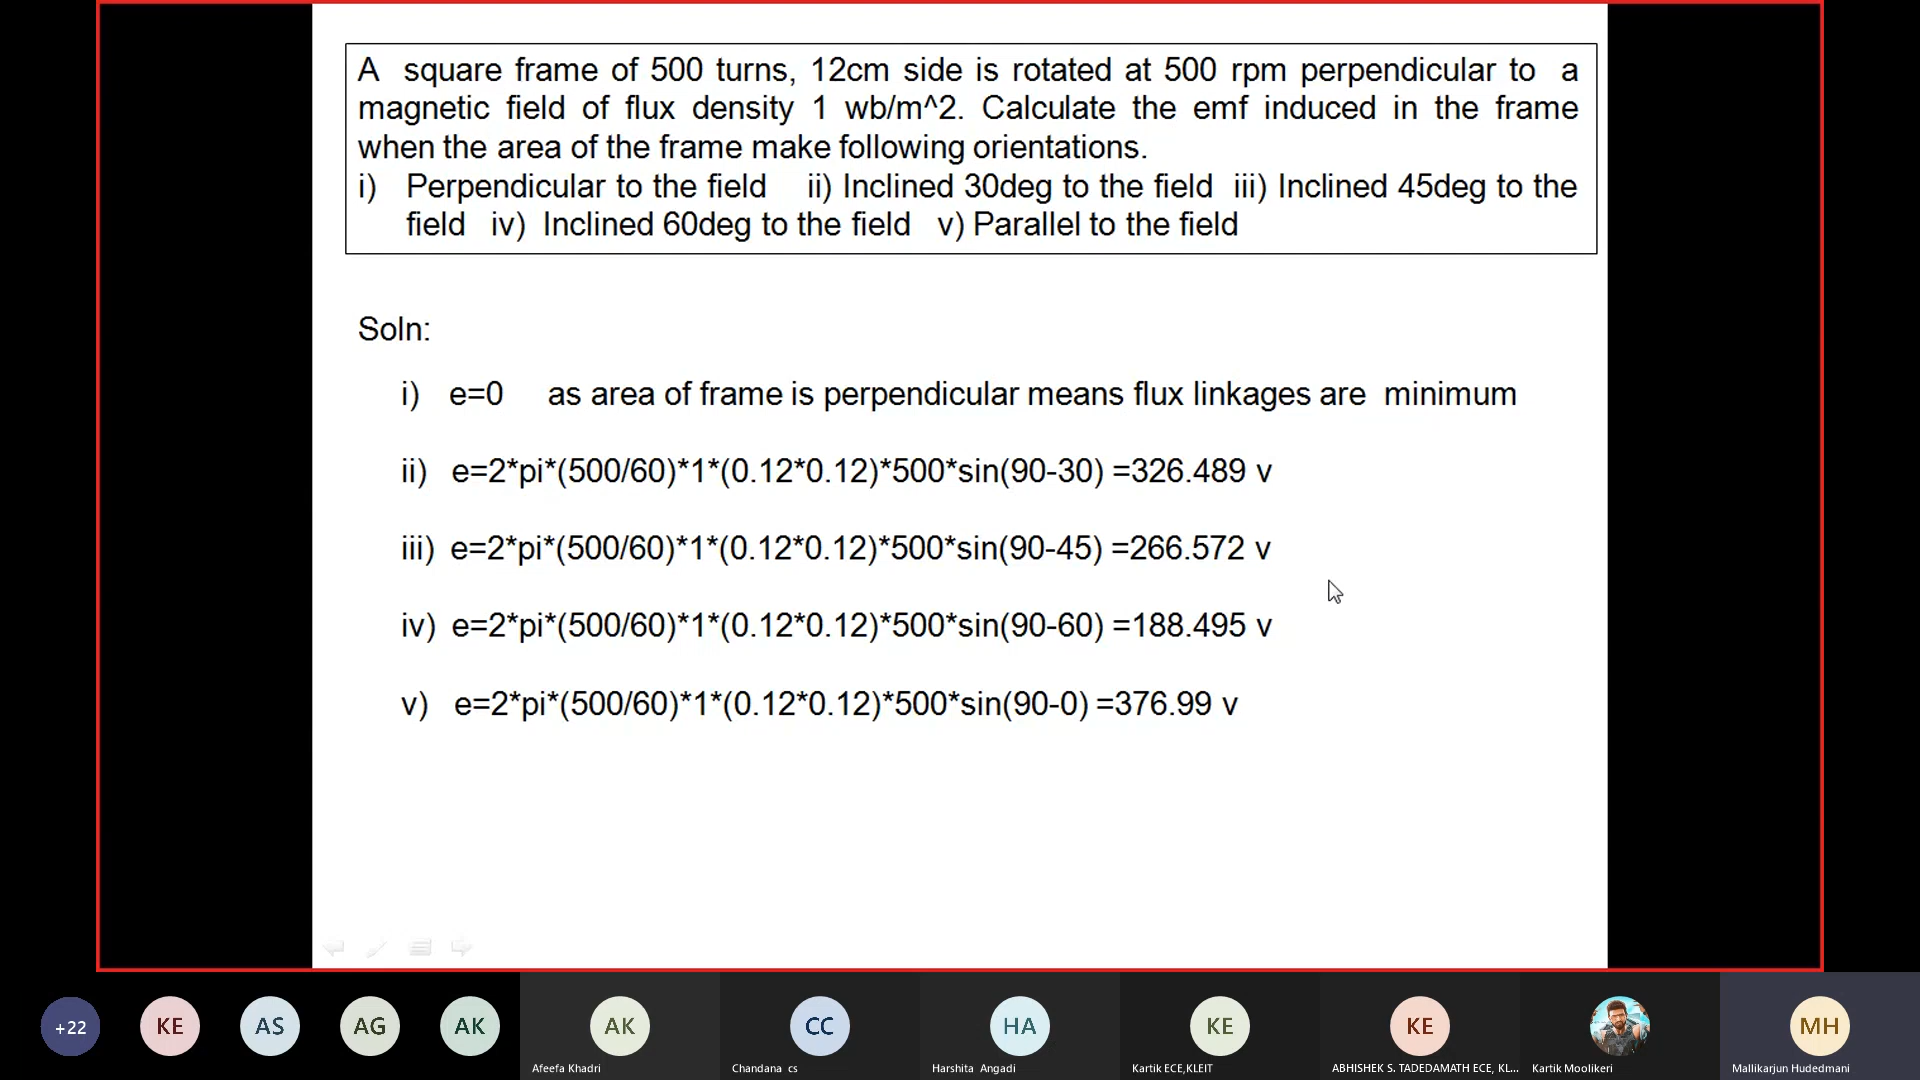 A square frame of 500 turns, 12cm side is rotated at 500 rpm perpendicular to a
magnetic field of flux density 1 wb/m^2. Calculate the emf induced in the frame
when the area of the frame make following orientations.
i) Perpendicular to the field ii) Inclined 30deg to the field iii) Inclined 45deg to the
field iv) Inclined 60deg to the field v) Parallel to the field
Soln:
i) e=0 as area of frame is perpendicular means flux linkages are minimum
ii) e=2*pi*(500/60)*1*(0.12*0.12)*500*sin(90-30) =326.489 v
iii) e=2*pi*(500/60)*1*(0.12*0.12)*500*sin(90-45) =266.572 v
iv) e=2*pi*(500/60)*1*(0.12*0.12)*500*sin(90-60) =188.495 v
v) e=2*pi*(500/60)*1*(0.12*0.12)*500*sin(90-0) =376.99 v
+22 KE AS AG AK AK CC HA KE KE MH
Afeefa Khadri Chandana cs Harshita Angadi Kartik ECE,KLEIT ABHISHEK S. TADEDAMATH ECE, KL... Kartik Moolikeri Mallikarjun Hudedmani